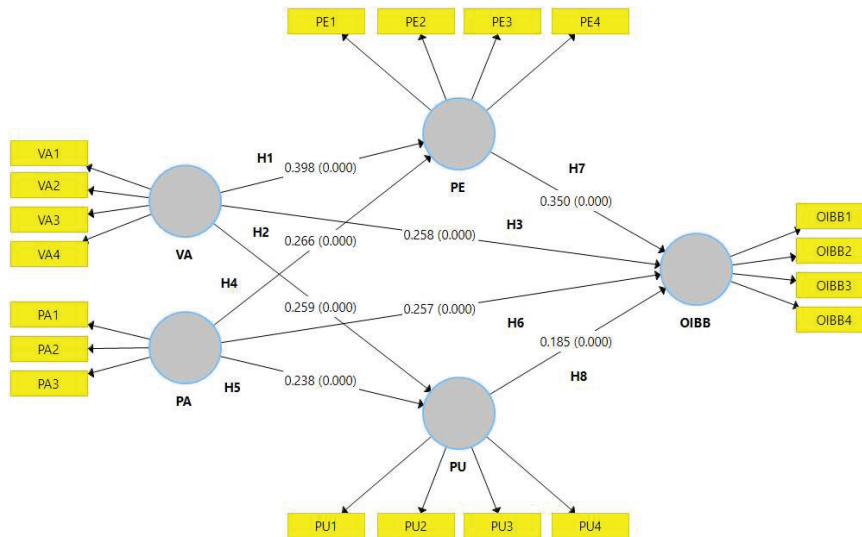 PE1 PE2 PE3 PE4
H1
H7
VA1
0.398 (0.000)
PE
VA2
0.350 (0.000)
VA3
H2
H3
OIBB1
VA4
0.266 (0.000)
0.258 (0.000)
OIBB2
VA
H4
OIBB3
PA1
0.259 (0.000)
0.257 (0.000)
OIBB4
PA2
H6
OIBB
PA3
0.185 (0.000)
PA
H5
0.238 (0.000)
H8
PU
PU1 PU2 PU3 PU4